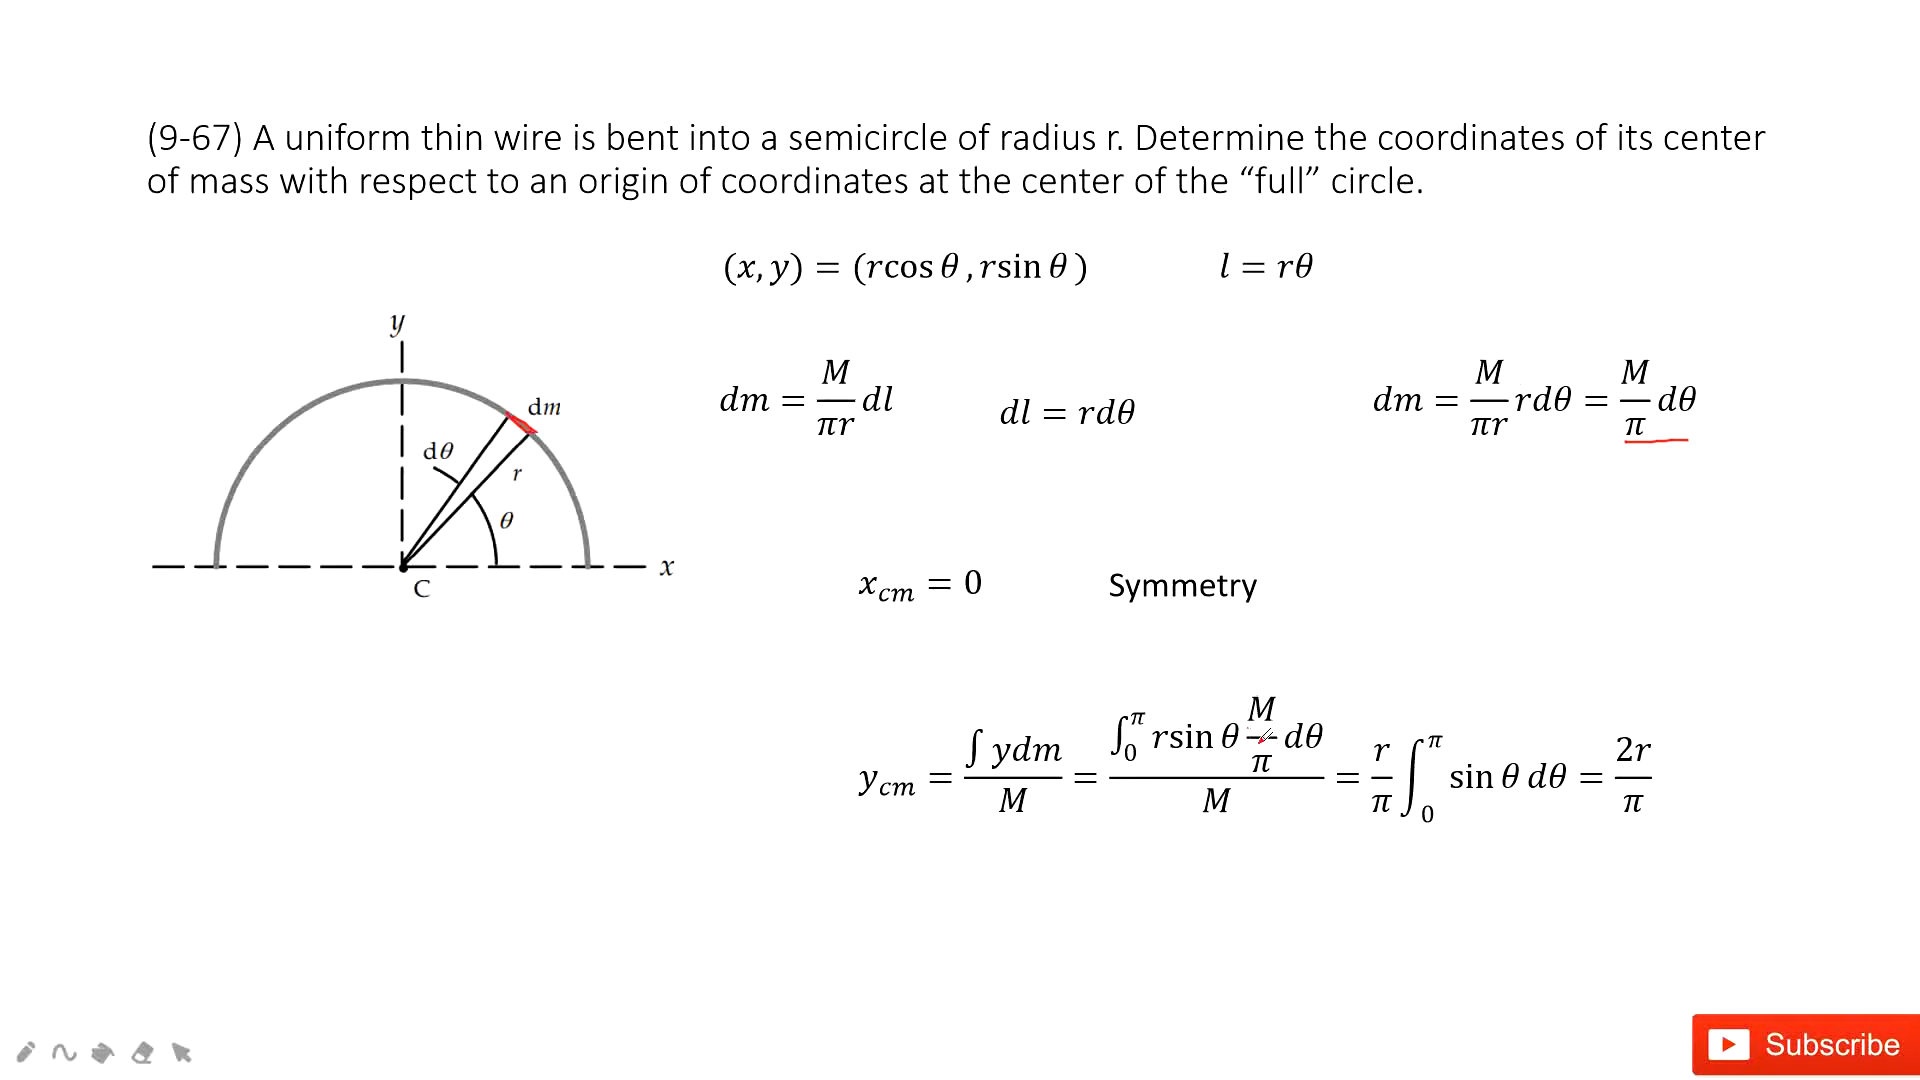 (9-67) A uniform thin wire is bent into a semicircle of radius r. Determine the coordinates of its center
of mass with respect to an origin of coordinates at the center of the “full” circle.
(x, y) = (rcos θ , rsin θ )
l = rθ
y
dm
dθ
r
θ
x
C
dm = M/πr dl
dl = rdθ
dm = M/πr rdθ = M/π dθ
x_cm = 0
Symmetry
y_cm = ∫ ydm / M = ∫_0^π rsin θ M/π dθ / M = r/π ∫_0^π sin θ dθ = 2r/π
Subscribe